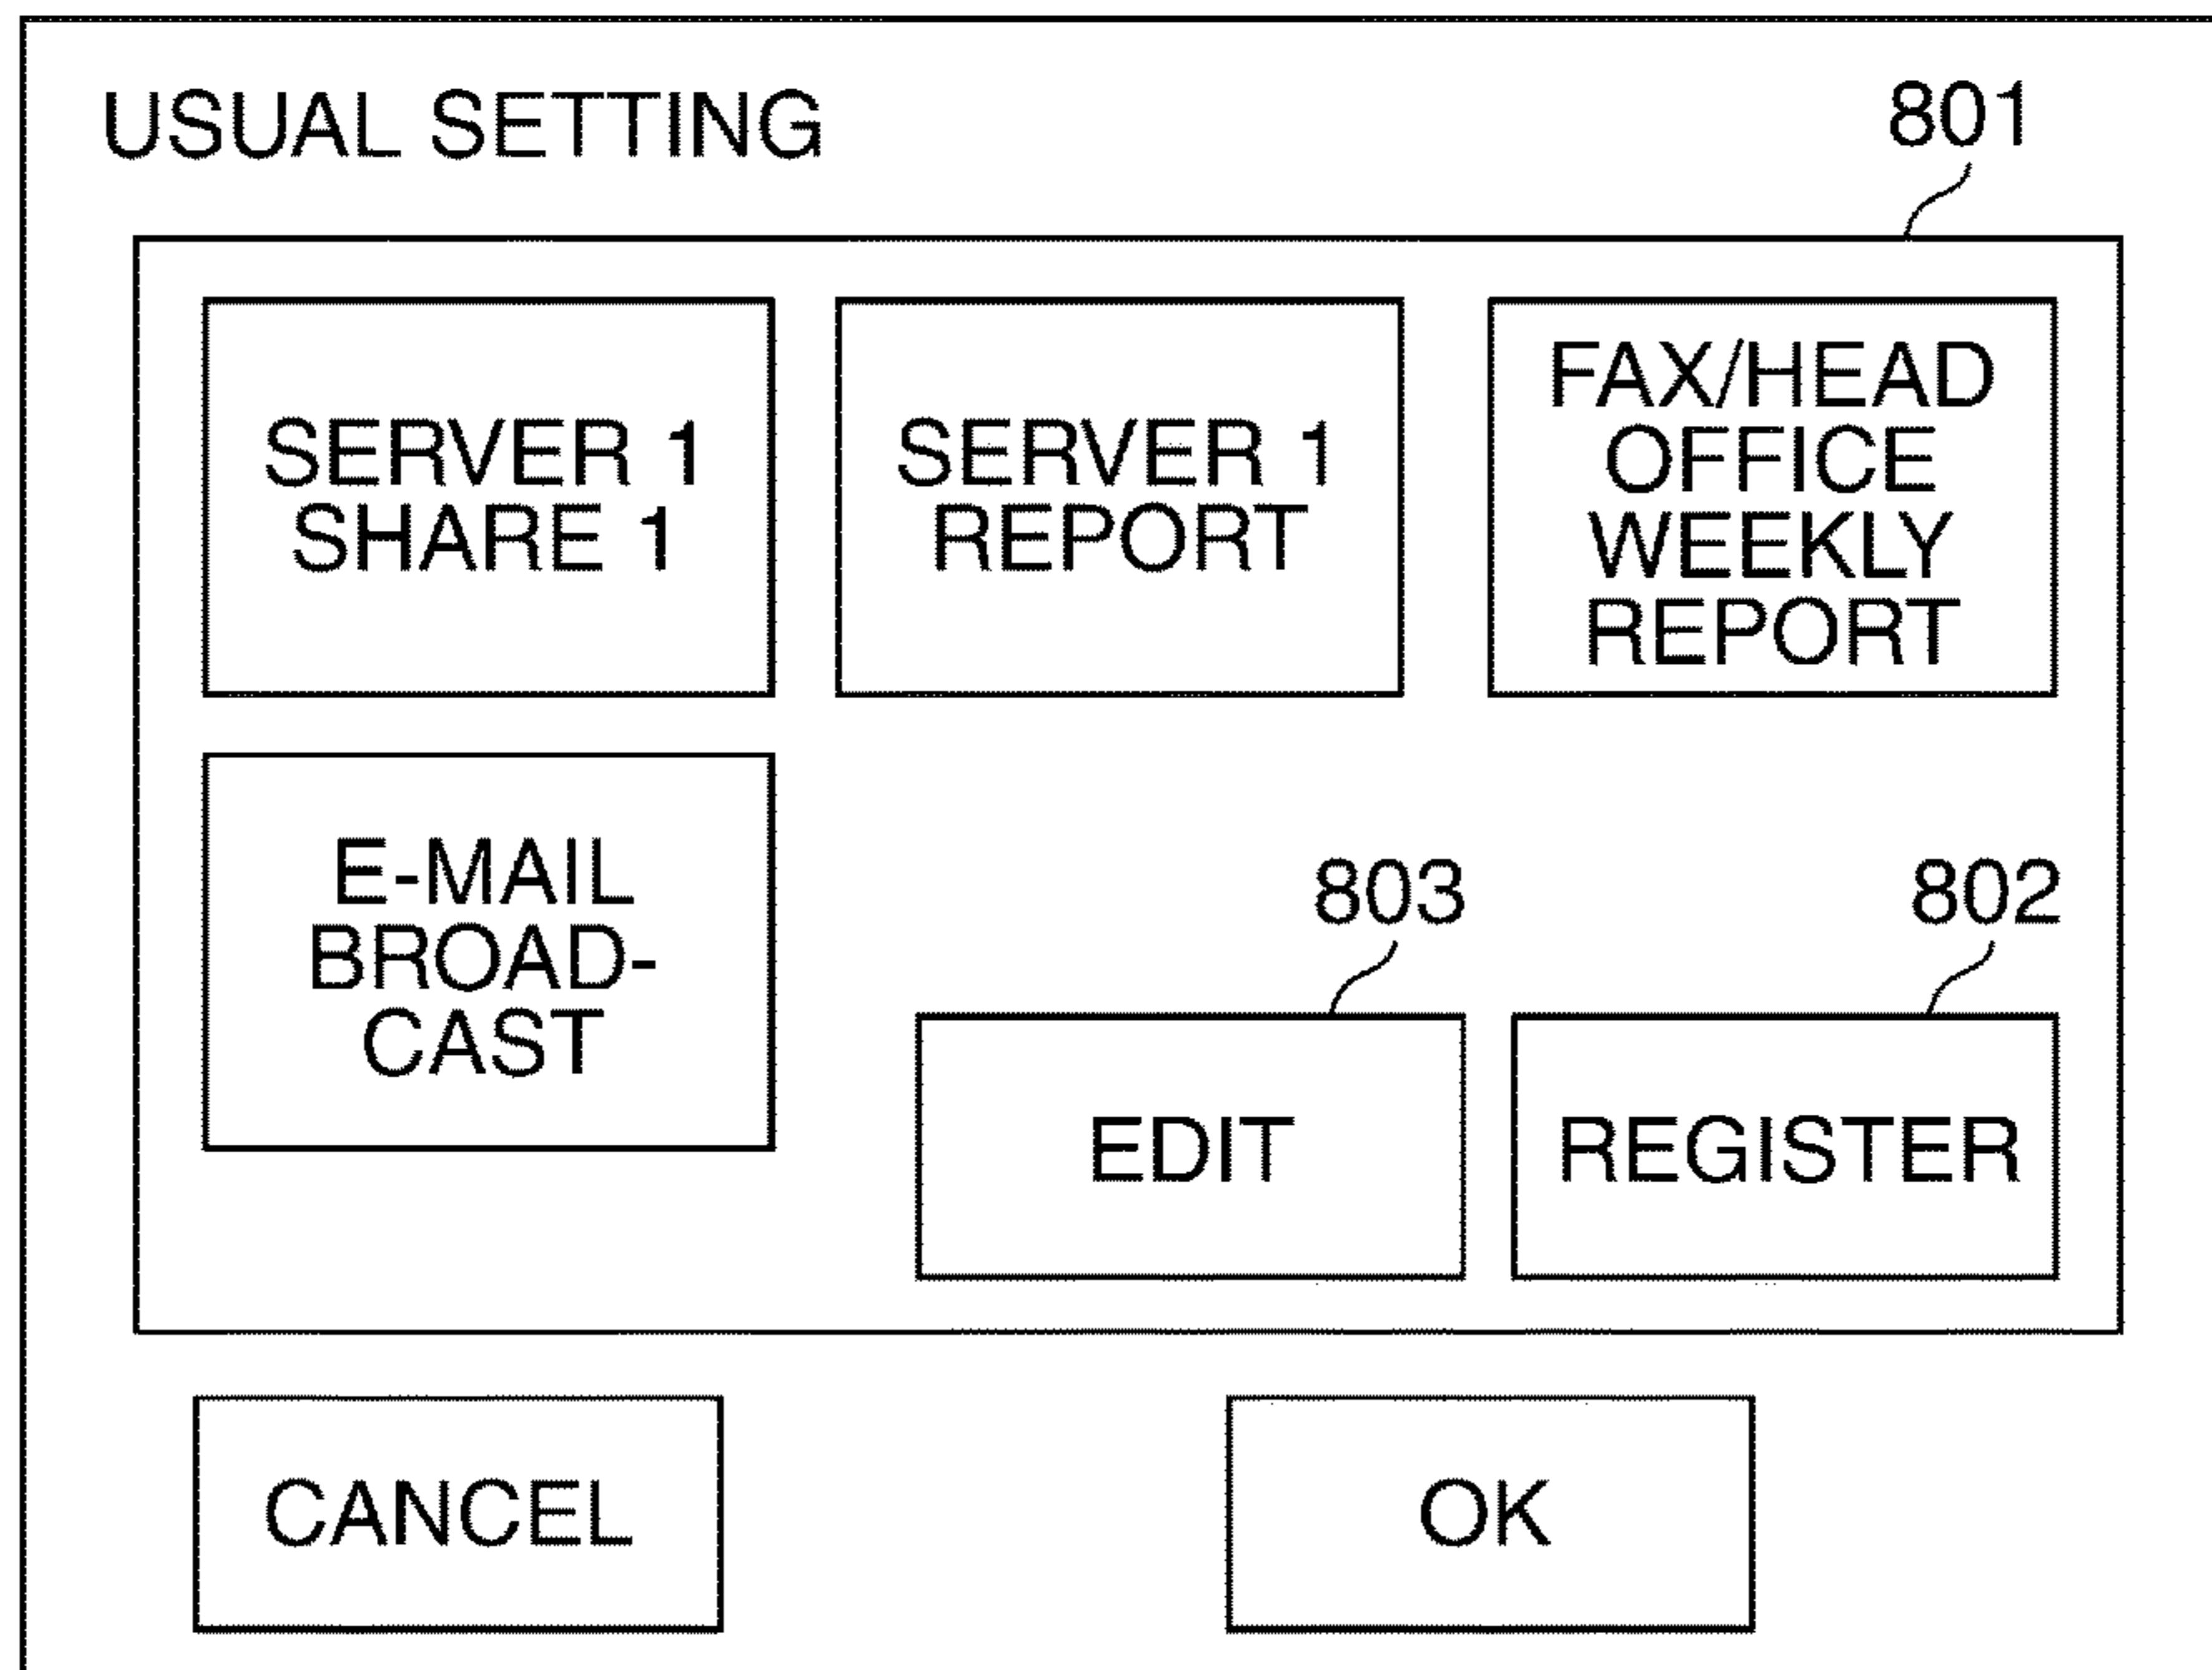 USUAL SETTING
801
SERVER 1
SHARE 1
SERVER 1
REPORT
FAX/HEAD
OFFICE
WEEKLY
REPORT
E-MAIL
BROAD-
CAST
803
802
EDIT
REGISTER
CANCEL
OK